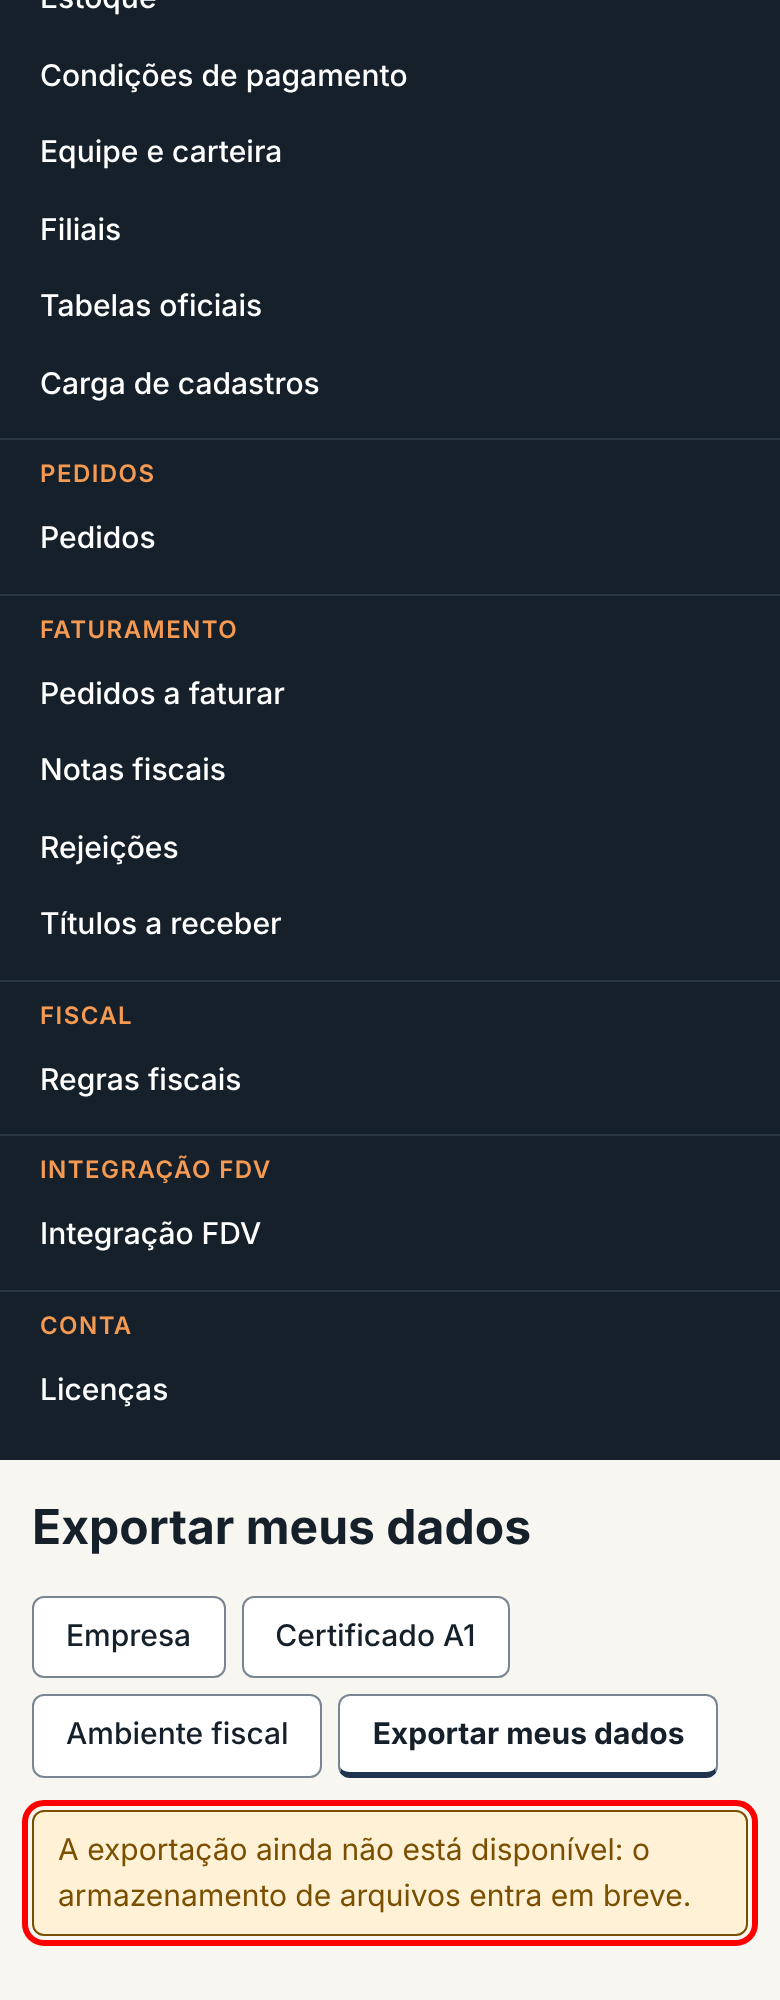 Estoque
Condições de pagamento
Equipe e carteira
Filiais
Tabelas oficiais
Carga de cadastros
PEDIDOS
Pedidos
FATURAMENTO
Pedidos a faturar
Notas fiscais
Rejeições
Títulos a receber
FISCAL
Regras fiscais
INTEGRAÇÃO FDV
Integração FDV
CONTA
Licenças
Exportar meus dados
Empresa
Certificado A1
Ambiente fiscal
Exportar meus dados
A exportação ainda não está disponível: o
armazenamento de arquivos entra em breve.